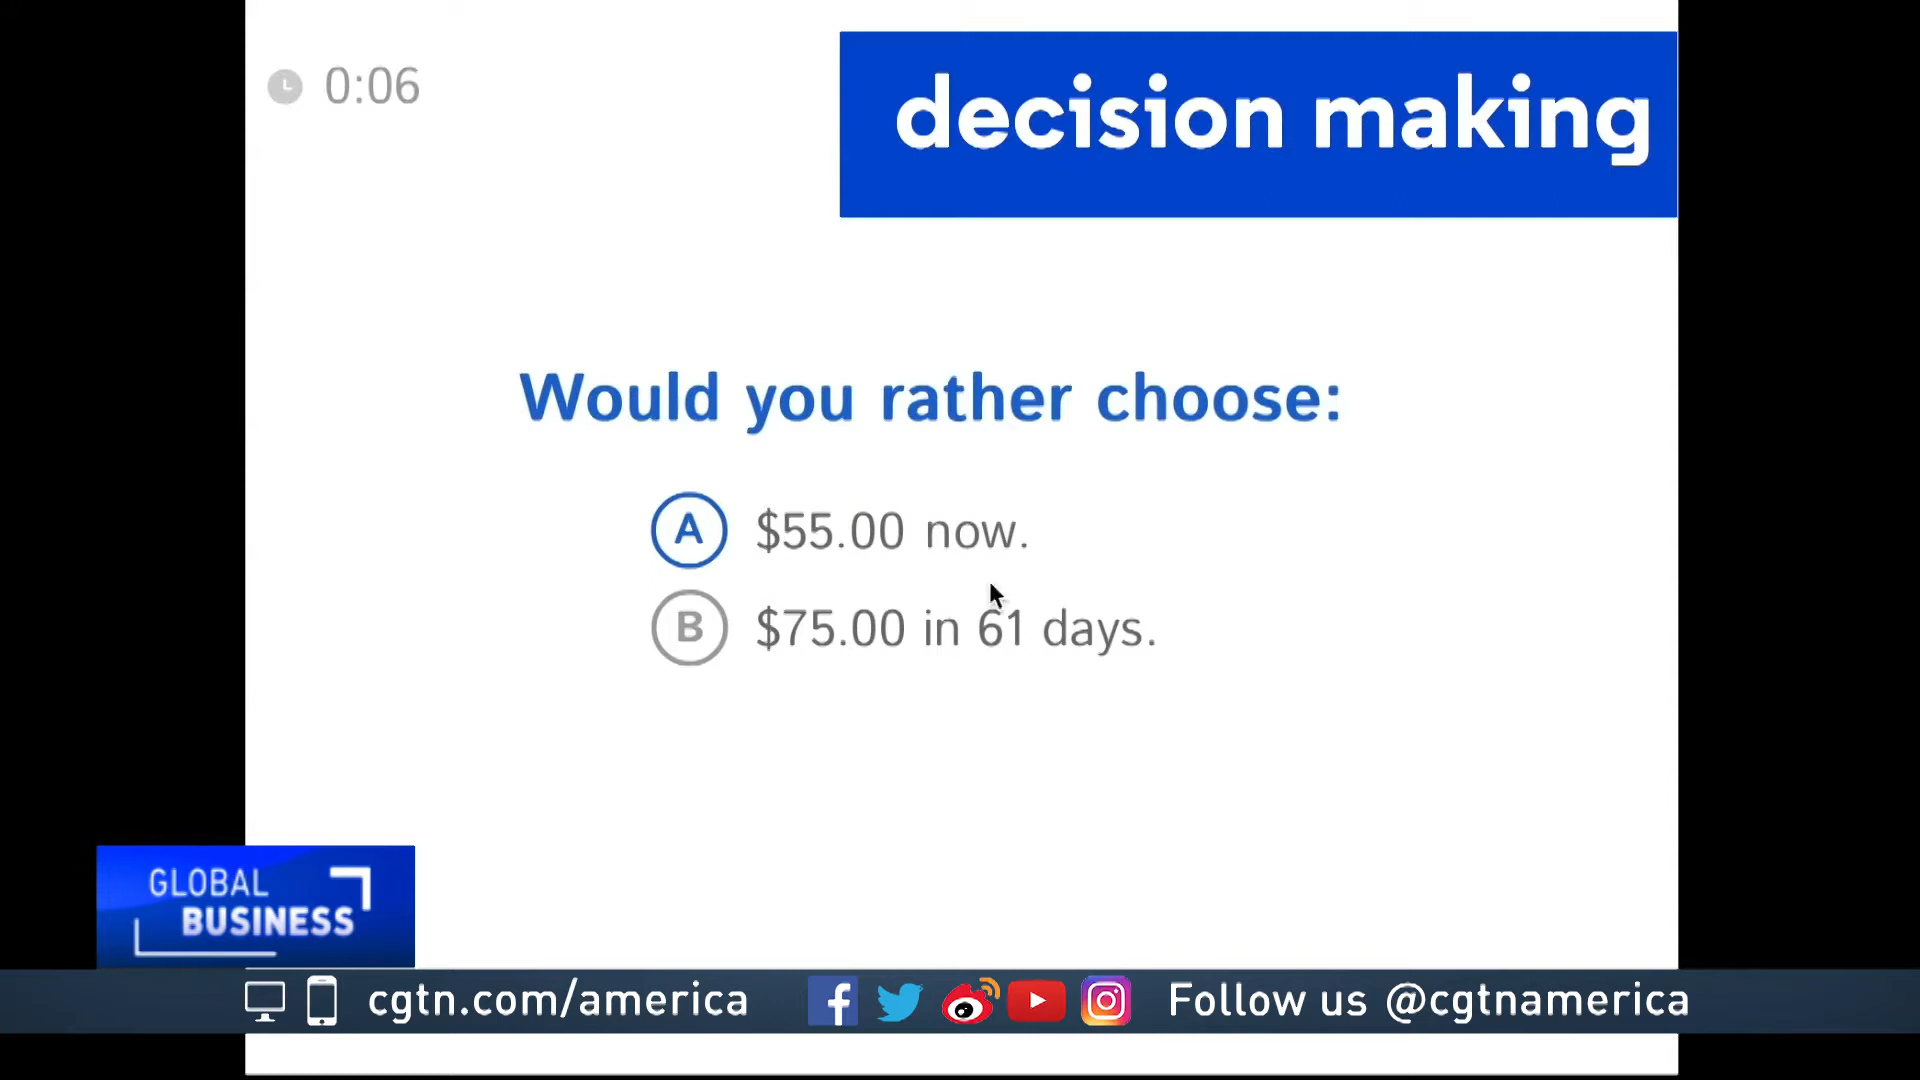 0:06
decision making
Would you rather choose:
A $55.00 now.
B $75.00 in 61 days.
GLOBAL
BUSINESS
cgtn.com/america Follow us @cgtnamerica